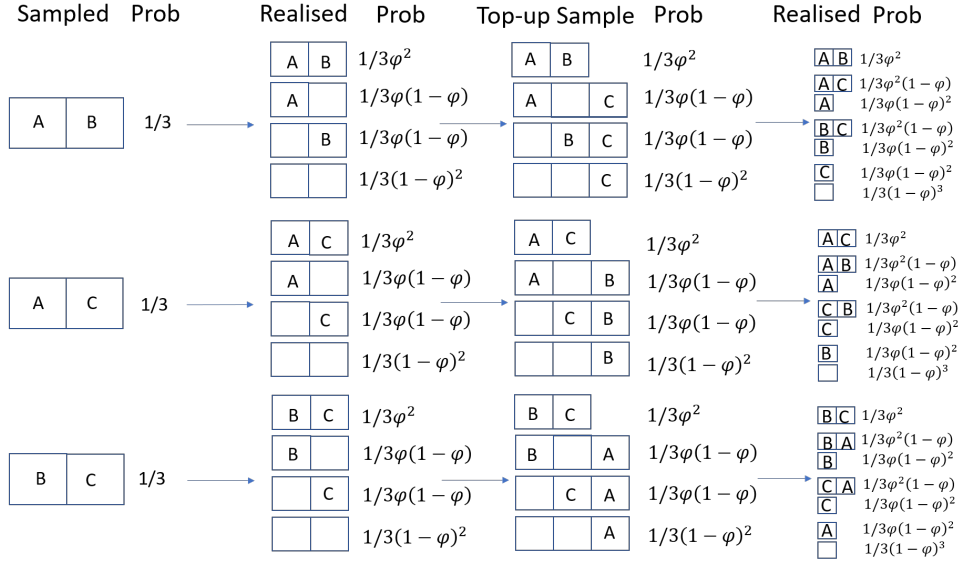 Sampled Prob Realised Prob Top-up Sample Prob Realised Prob
A B 1/3φ² A B 1/3φ² A B 1/3φ²
A 1/3φ(1 − φ) A C 1/3φ(1 − φ) A C 1/3φ²(1 − φ)
A 1/3φ(1 − φ)²
A B 1/3
B 1/3φ(1 − φ) B C 1/3φ(1 − φ) B C 1/3φ²(1 − φ)
B 1/3φ(1 − φ)²
1/3(1 − φ)² C 1/3(1 − φ)² C 1/3φ(1 − φ)²
1/3(1 − φ)³
A C 1/3φ² A C 1/3φ² A C 1/3φ²
A 1/3φ(1 − φ) A B 1/3φ(1 − φ) A B 1/3φ²(1 − φ)
A 1/3φ(1 − φ)²
A C 1/3
C 1/3φ(1 − φ) C B 1/3φ(1 − φ) C B 1/3φ²(1 − φ)
C 1/3φ(1 − φ)²
1/3(1 − φ)² B 1/3(1 − φ)² B 1/3φ(1 − φ)²
1/3(1 − φ)³
B C 1/3φ² B C 1/3φ² B C 1/3φ²
B 1/3φ(1 − φ) B A 1/3φ(1 − φ) B A 1/3φ²(1 − φ)
B 1/3φ(1 − φ)²
B C 1/3
C 1/3φ(1 − φ) C A 1/3φ(1 − φ) C A 1/3φ²(1 − φ)
C 1/3φ(1 − φ)²
1/3(1 − φ)² A 1/3(1 − φ)² A 1/3φ(1 − φ)²
1/3(1 − φ)³